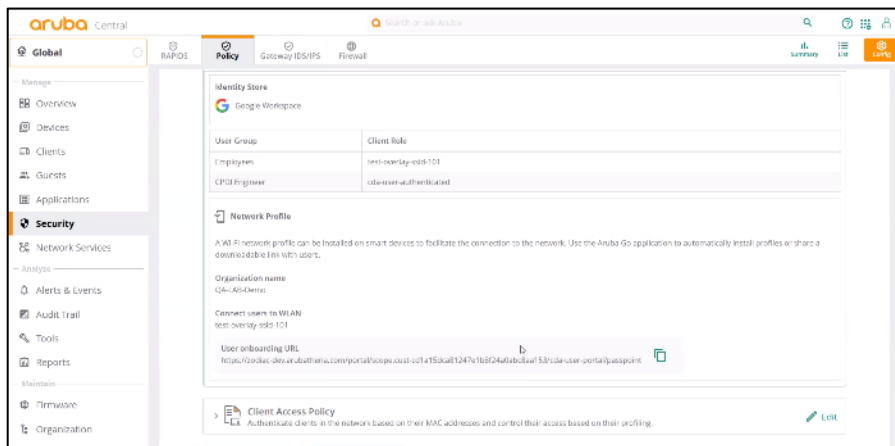 aruba Central
Search or ask Aruba
Global
RAPIDS
Policy
Gateway IDS/IPS
Firewall
Summary
List
Config
Manage
Overview
Devices
Clients
Guests
Applications
Security
Network Services
Analyze
Alerts & Events
Audit Trail
Tools
Reports
Maintain
Firmware
Organization
Identity Store
Google Workspace
User Group Client Role
Employees test-overlay-ssid-101
CPDI Engineer cda-user-authenticated
Network Profile
A Wi-Fi network profile can be installed on smart devices to facilitate the connection to the network. Use the Aruba Go application to automatically install profiles or share a
downloadable link with users.
Organization name
QA-LAB-Demo
Connect users to WLAN
test-overlay-ssid-101
User onboarding URL
Client Access Policy
Authenticate clients in the network based on their MAC addresses and control their access based on their profiling.
Edit